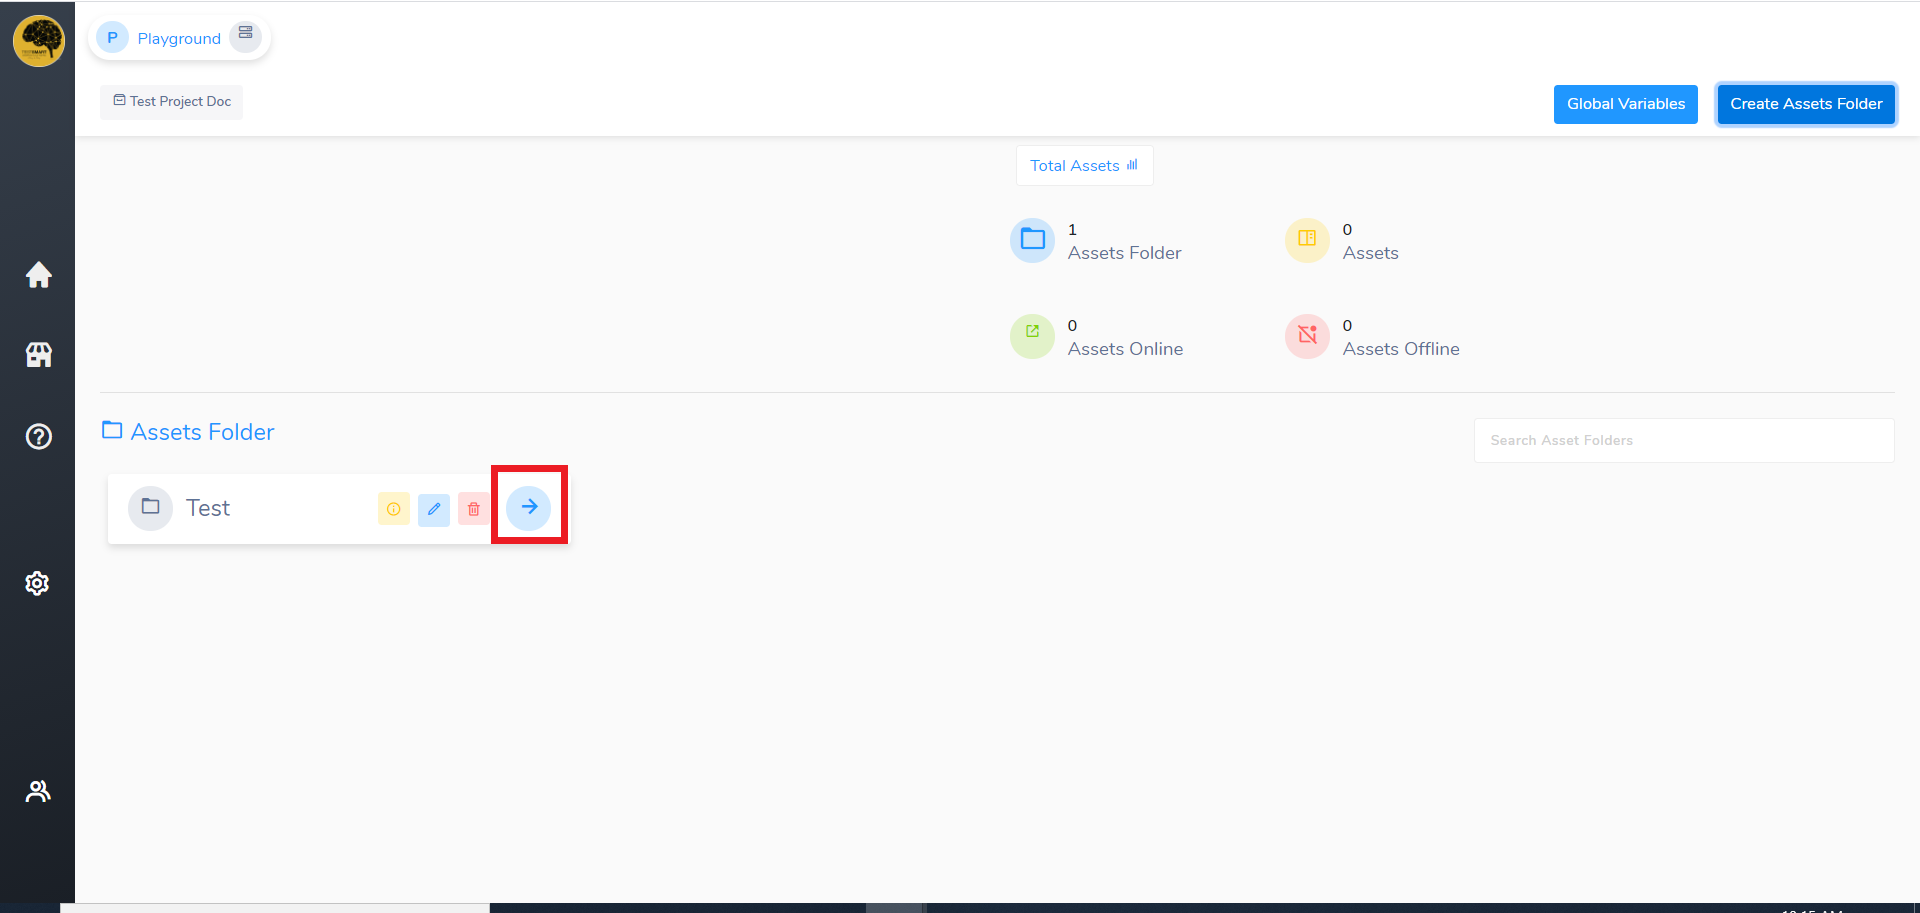 P Playground
Test Project Doc
Global Variables
Create Assets Folder
Total Assets
1
Assets Folder
0
Assets
0
Assets Online
0
Assets Offline
Assets Folder
Search Asset Folders
Test